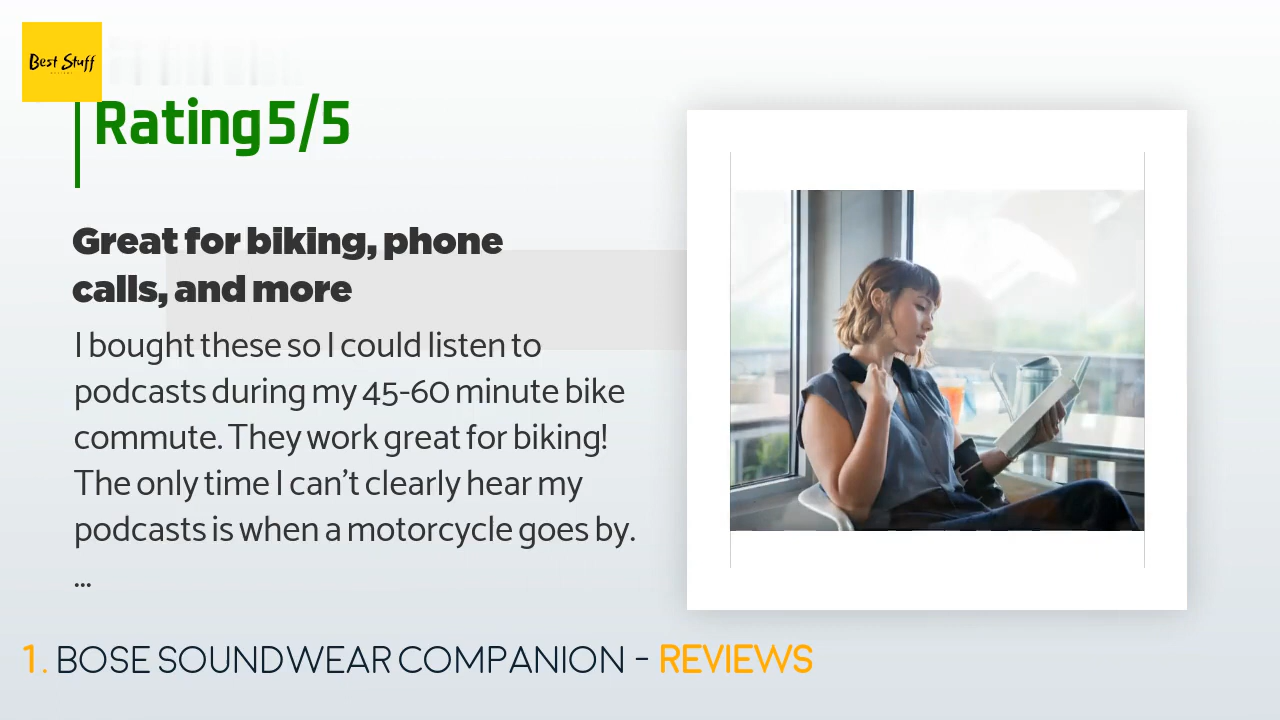 Best Stuff
Rating 5/5
Great for biking, phone
calls, and more
I bought these so I could listen to
podcasts during my 45-60 minute bike
commute. They work great for biking!
The only time I can't clearly hear my
podcasts is when a motorcycle goes by.
...
1. BOSE SOUNDWEAR COMPANION - REVIEWS